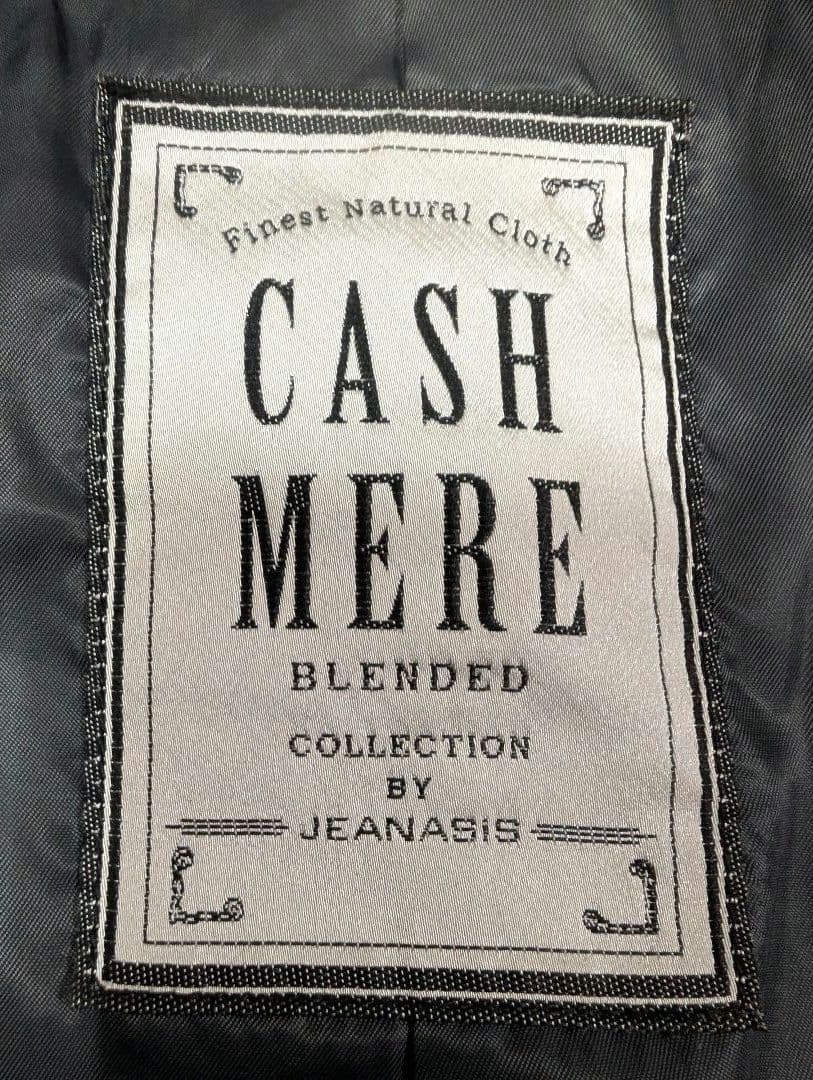 Finest Natural Cloth
CASH
MERE
BLENDED
COLLECTION
BY
JEANASiS